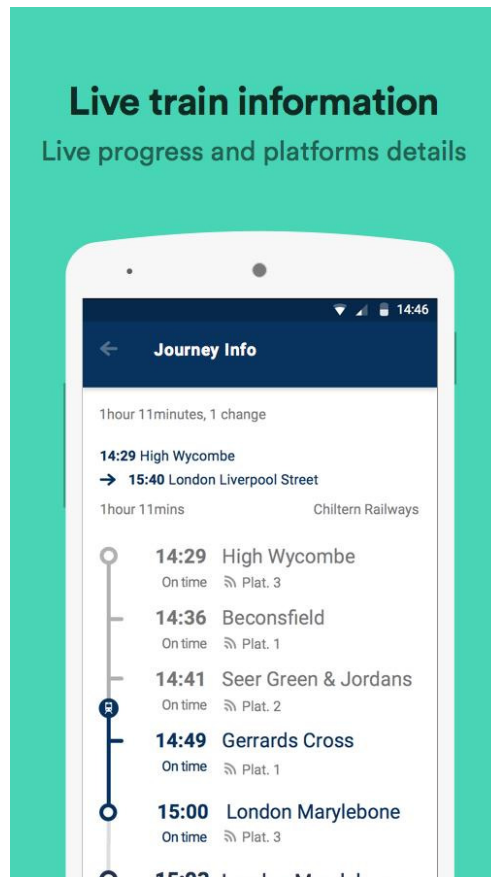 Live train information
Live progress and platforms details
14:46
Journey Info
1hour 11minutes, 1 change
14:29 High Wycombe
→ 15:40 London Liverpool Street
1hour 11mins Chiltern Railways
14:29 High Wycombe
On time Plat. 3
14:36 Beconsfield
On time Plat. 1
14:41 Seer Green & Jordans
On time Plat. 2
14:49 Gerrards Cross
On time Plat. 1
15:00 London Marylebone
On time Plat. 3